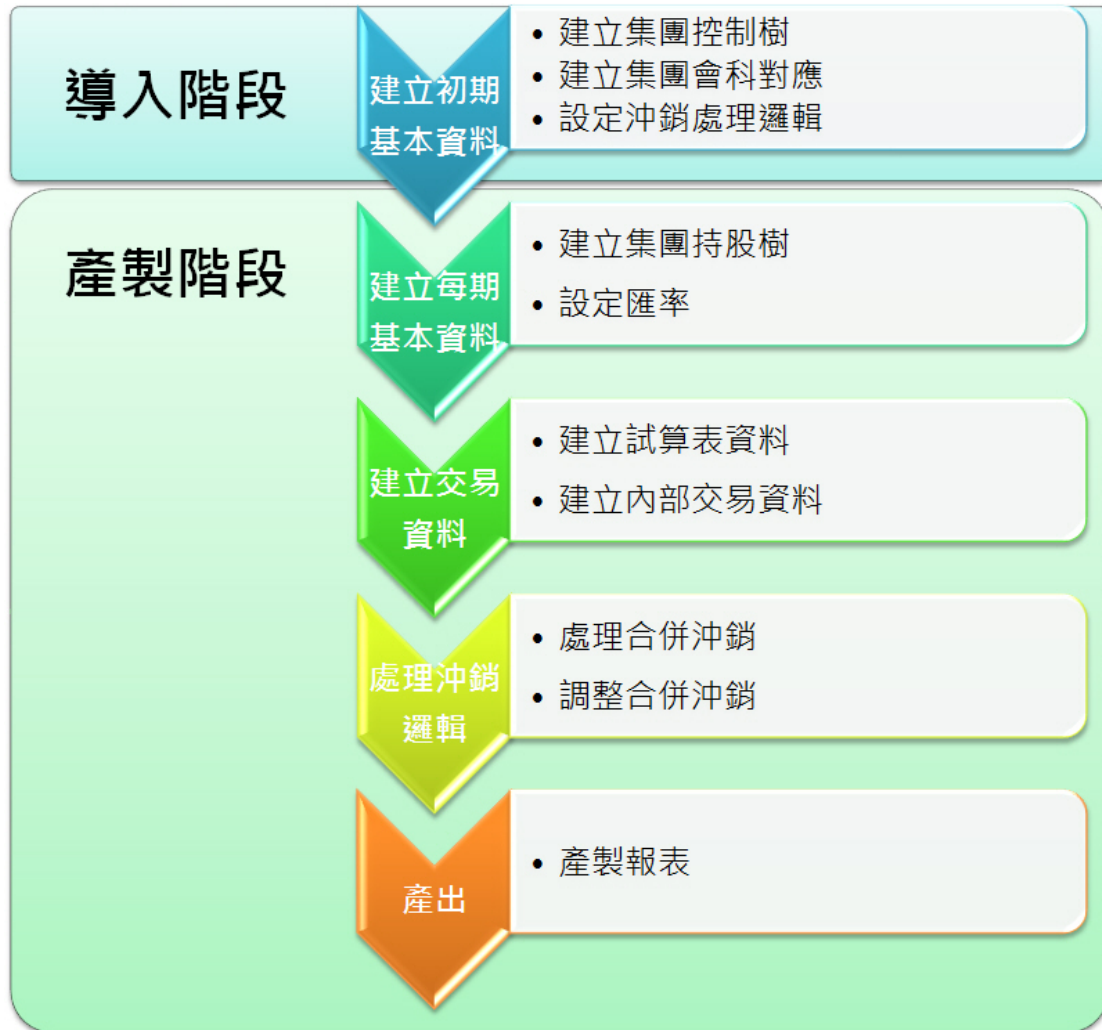 導入階段
建立初期
基本資料
• 建立集團控制樹
• 建立集團會科對應
• 設定沖銷處理邏輯
產製階段
建立每期
基本資料
• 建立集團持股樹
• 設定匯率
建立交易
資料
• 建立試算表資料
• 建立內部交易資料
處理沖銷
邏輯
• 處理合併沖銷
• 調整合併沖銷
產出
• 產製報表